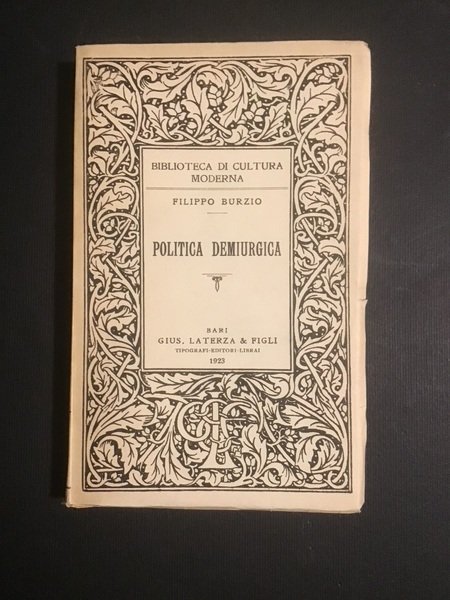 BIBLIOTECA DI CULTURA
MODERNA
FILIPPO BURZIO
POLITICA DEMIURGICA
BARI
GIUS. LATERZA & FIGLI
TIPOGRAFI-EDITORI-LIBRAI
1923